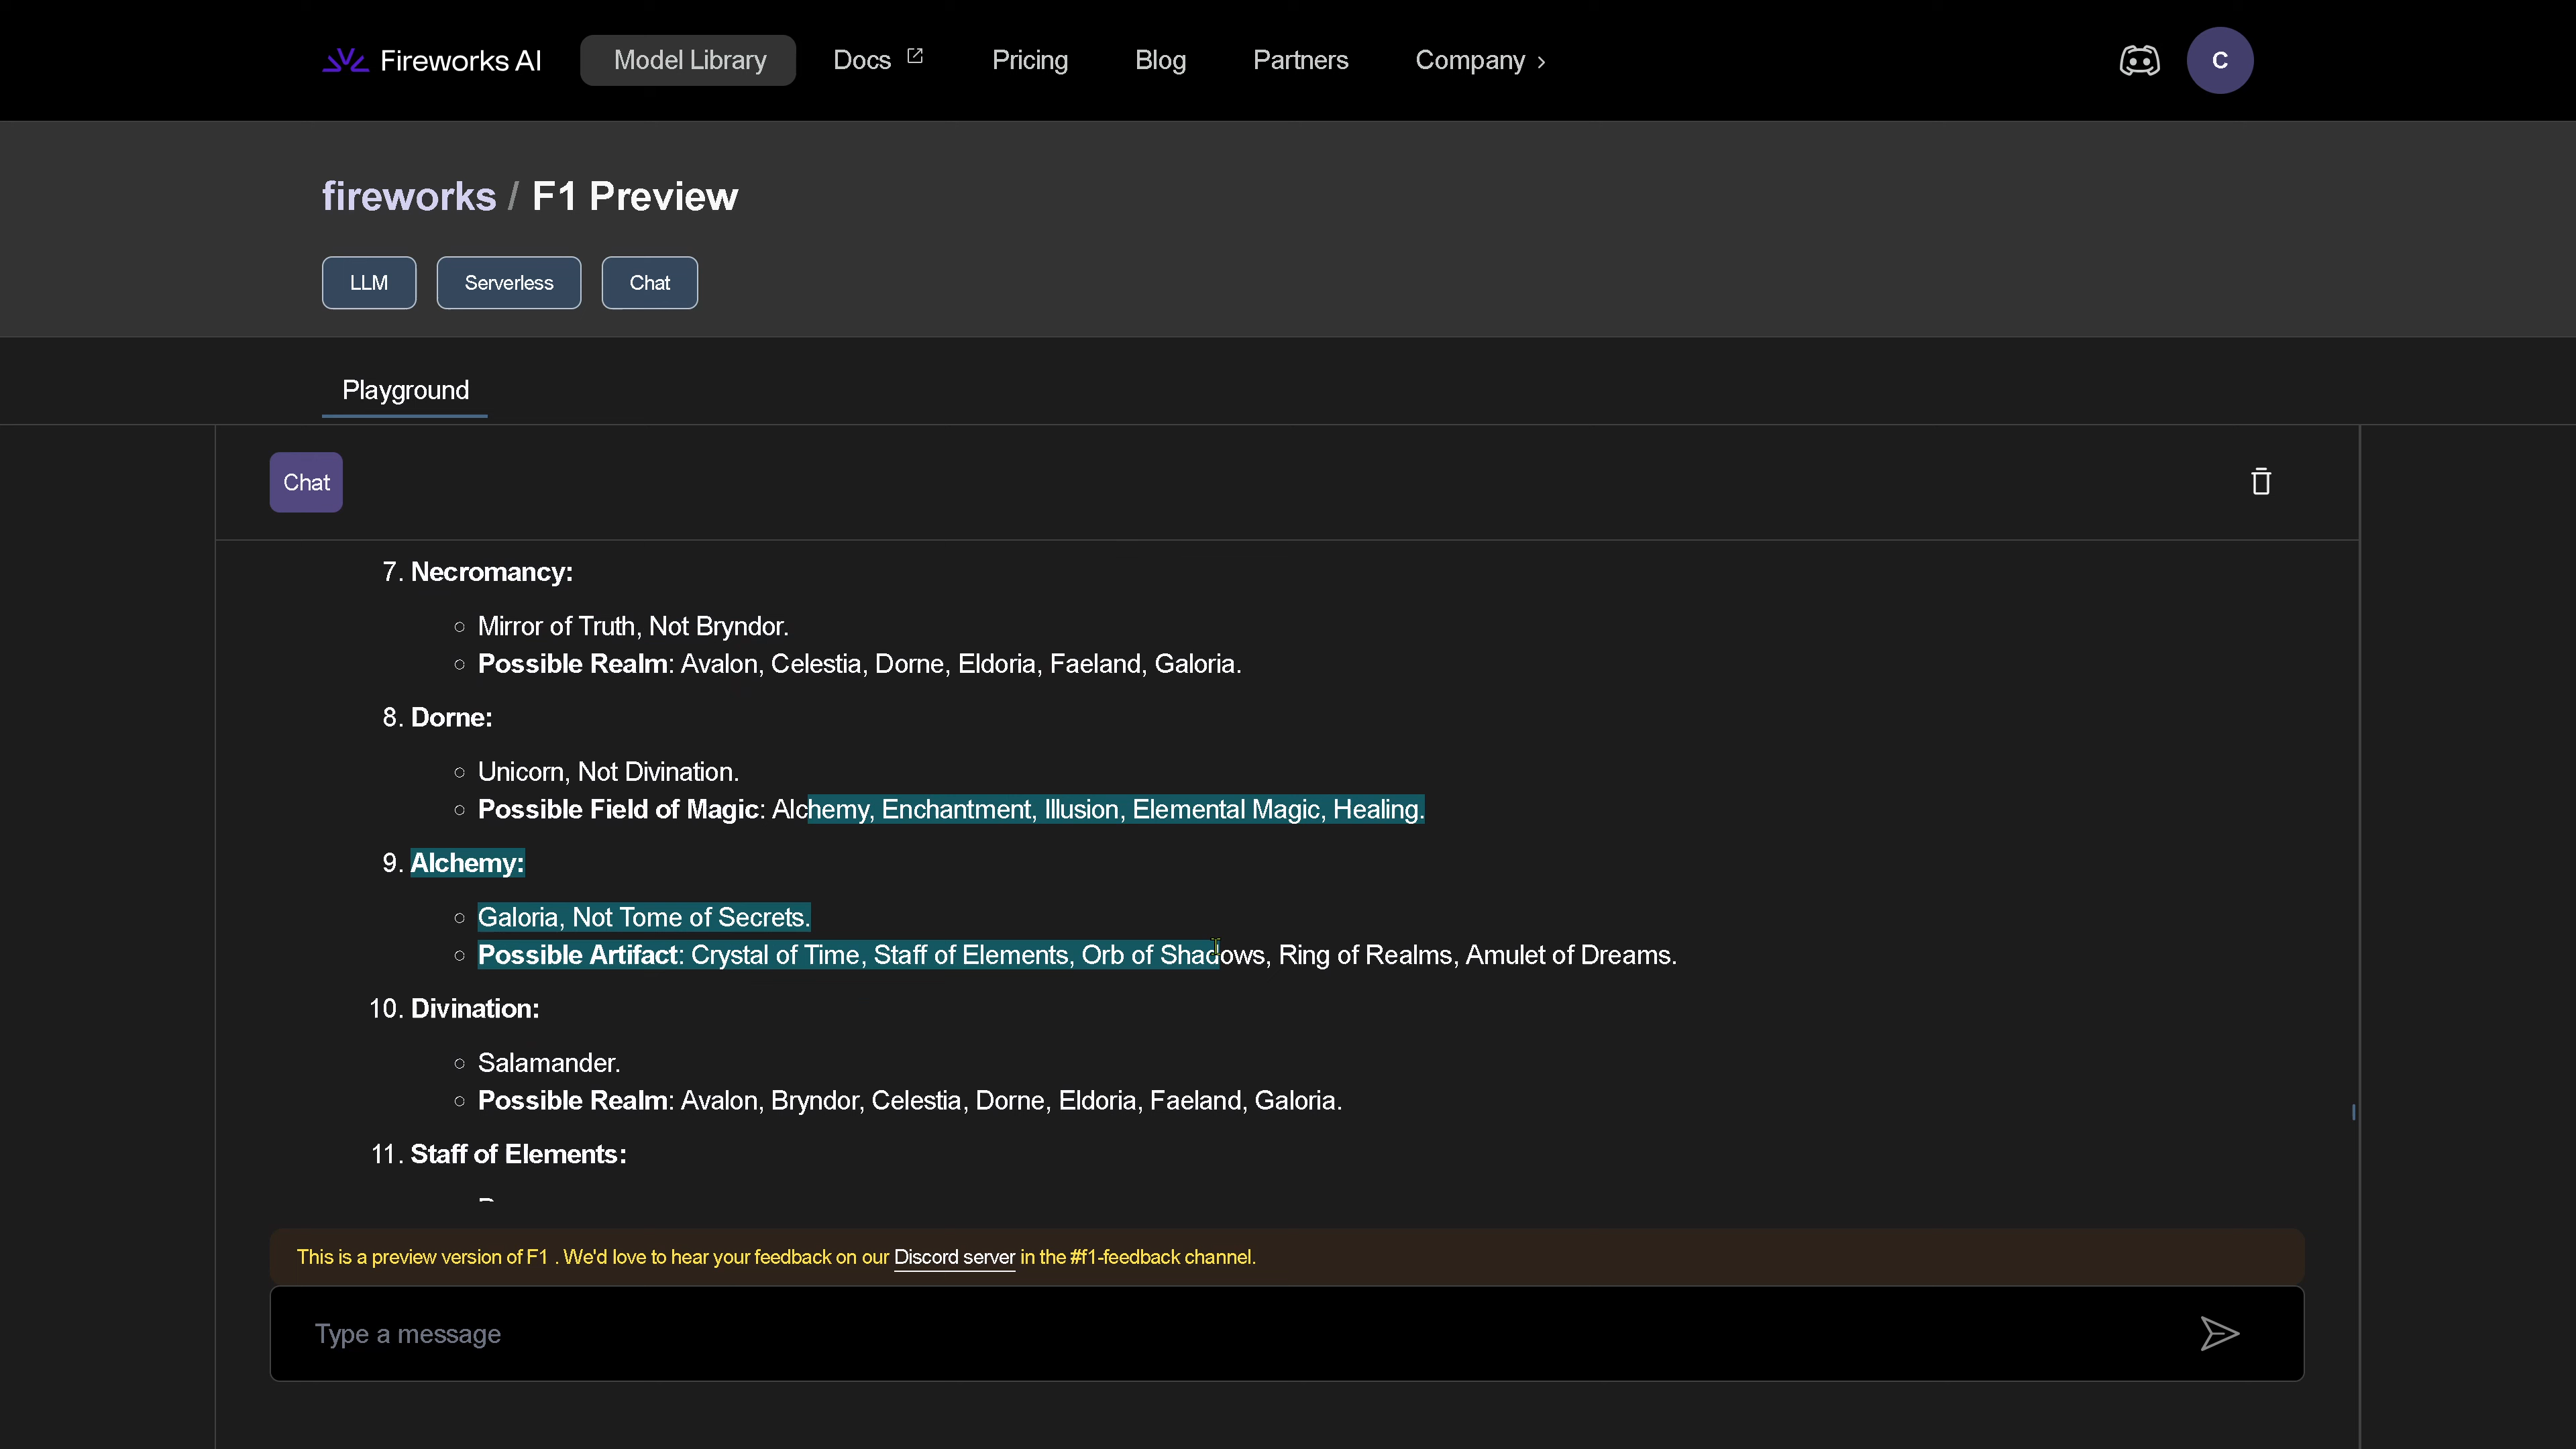 Fireworks AI
Model Library
Docs
Pricing
Blog
Partners
Company
C
fireworks / F1 Preview
LLM
Serverless
Chat
Playground
Chat
7. Necromancy:
Mirror of Truth, Not Bryndor.
Possible Realm: Avalon, Celestia, Dorne, Eldoria, Faeland, Galoria.
8. Dorne:
Unicorn, Not Divination.
Possible Field of Magic: Alchemy, Enchantment, Illusion, Elemental Magic, Healing.
9. Alchemy:
Galoria, Not Tome of Secrets.
Possible Artifact: Crystal of Time, Staff of Elements, Orb of Shadows, Ring of Realms, Amulet of Dreams.
10. Divination:
Salamander.
Possible Realm: Avalon, Bryndor, Celestia, Dorne, Eldoria, Faeland, Galoria.
11. Staff of Elements:
This is a preview version of F1 . We'd love to hear your feedback on our Discord server in the #f1-feedback channel.
Type a message